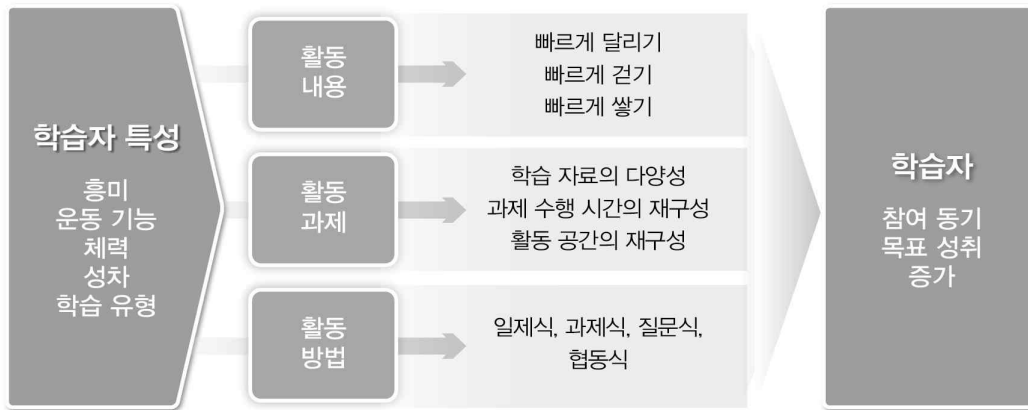 학습자 특성
흥미
운동 기능
체력
성차
학습 유형
활동
내용
빠르게 달리기
빠르게 걷기
빠르게 쌓기
활동
과제
학습 자료의 다양성
과제 수행 시간의 재구성
활동 공간의 재구성
활동
방법
일제식, 과제식, 질문식,
협동식
학습자
참여 동기
목표 성취
증가